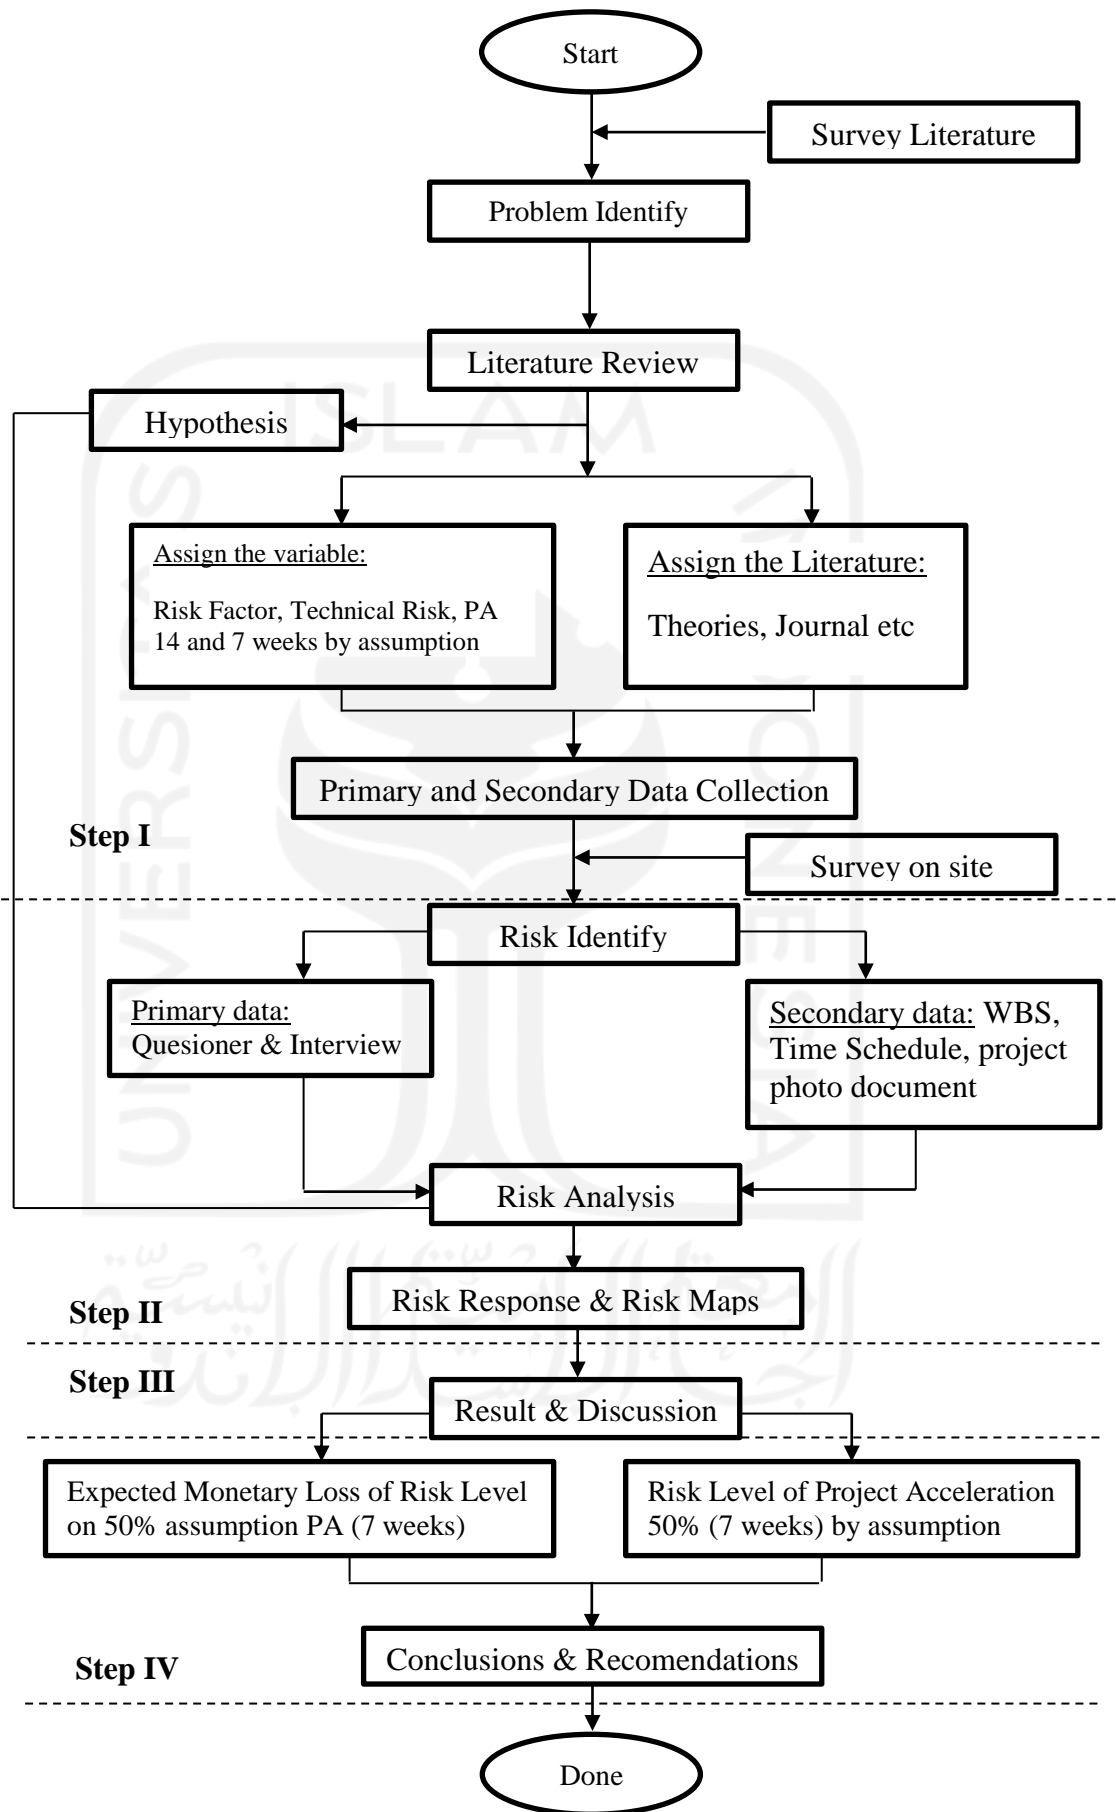 Start
Survey Literature
Problem Identify
Literature Review
Hypothesis
Assign the variable:
Risk Factor, Technical Risk, PA
14 and 7 weeks by assumption
Assign the Literature:
Theories, Journal etc
Primary and Secondary Data Collection
Step I
Survey on site
Risk Identify
Primary data:
Quesioner & Interview
Secondary data: WBS,
Time Schedule, project
photo document
Risk Analysis
Risk Response & Risk Maps
Step II
Step III
Result & Discussion
Expected Monetary Loss of Risk Level
on 50% assumption PA (7 weeks)
Risk Level of Project Acceleration
50% (7 weeks) by assumption
Conclusions & Recomendations
Step IV
Done
UNIVERSITAS
ISLAM
INDONESIA